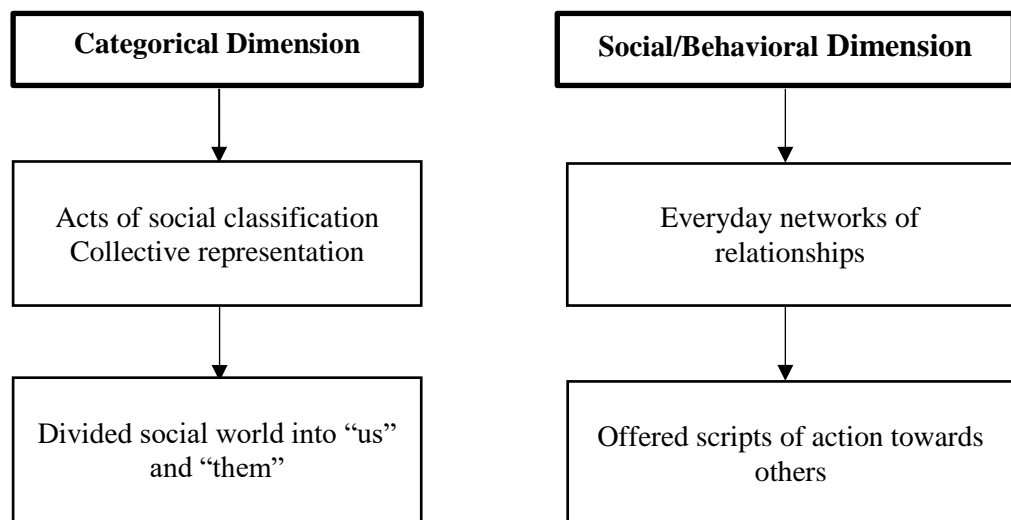 Categorical Dimension
Acts of social classification
Collective representation
Divided social world into “us”
and “them”
Social/Behavioral Dimension
Everyday networks of
relationships
Offered scripts of action towards
others